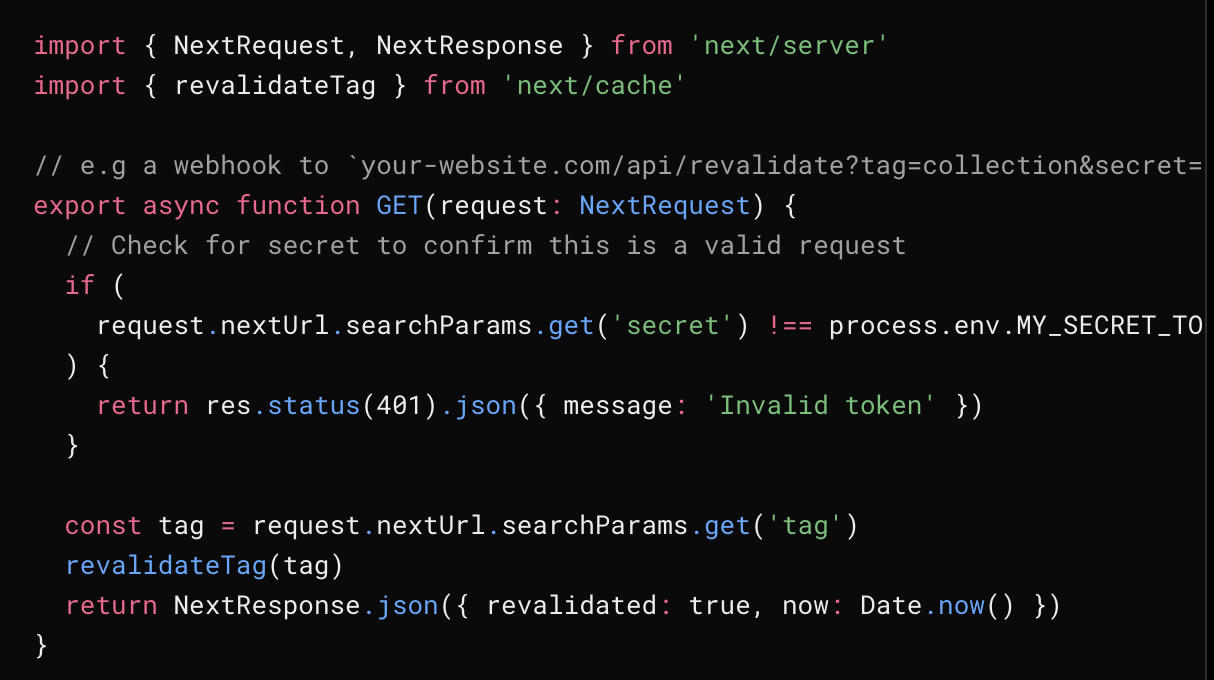 import { NextRequest, NextResponse } from 'next/server'
import { revalidateTag } from 'next/cache'
// e.g a webhook to `your-website.com/api/revalidate?tag=collection&secret=
export async function GET(request: NextRequest) {
  // Check for secret to confirm this is a valid request
  if (
    request.nextUrl.searchParams.get('secret') !== process.env.MY_SECRET_TO
  ) {
    return res.status(401).json({ message: 'Invalid token' })
  }
  const tag = request.nextUrl.searchParams.get('tag')
  revalidateTag(tag)
  return NextResponse.json({ revalidated: true, now: Date.now() })
}